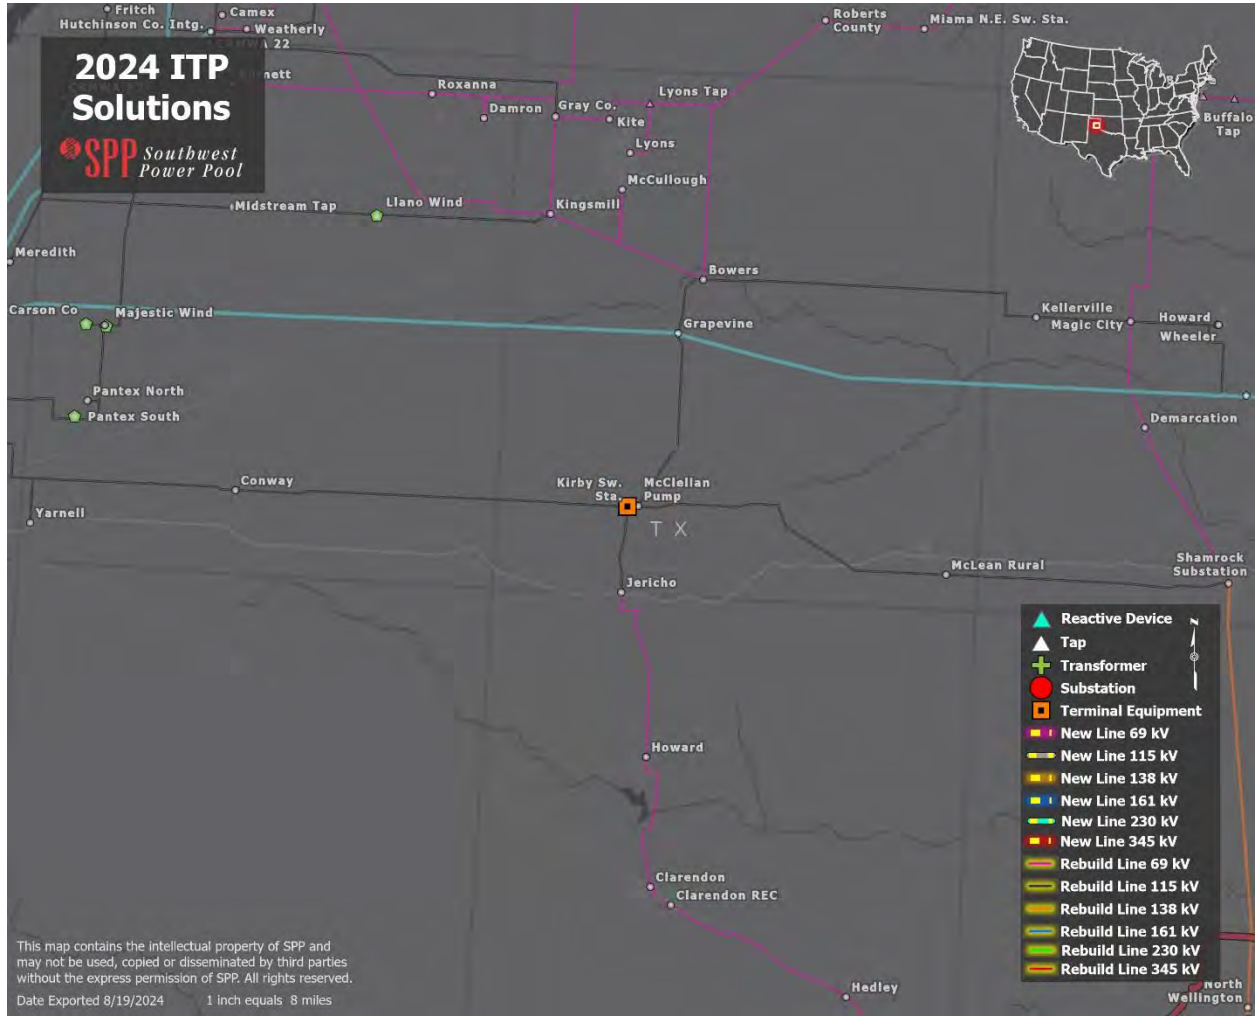 Fritch
Camex
Hutchinson Co. Intg.
Weatherly
Roberts
County
Miama N.E. Sw. Sta.
2024 ITP
Solutions
SPP Southwest
Power Pool
Roxanna
Damron
Gray Co.
Kite
Lyons Tap
Lyons
McCullough
Buffalo
Tap
Midstream Tap
Llano Wind
Kingsmill
Meredith
Bowers
Carson Co
Majestic Wind
Grapevine
Kellerville
Magic City
Howard
Wheeler
Pantex North
Pantex South
Demarcation
Conway
Kirby Sw.
Sta.
McClellan
Pump
Yarnell
T X
McLean Rural
Shamrock
Substation
Jericho
Reactive Device
Tap
Transformer
Substation
Terminal Equipment
New Line 69 kV
New Line 115 kV
New Line 138 kV
New Line 161 kV
New Line 230 kV
New Line 345 kV
Rebuild Line 69 kV
Rebuild Line 115 kV
Rebuild Line 138 kV
Rebuild Line 161 kV
Rebuild Line 230 kV
Rebuild Line 345 kV
N
Howard
Clarendon
Clarendon REC
Hedley
North
Wellington
This map contains the intellectual property of SPP and
may not be used, copied or disseminated by third parties
without the express permission of SPP. All rights reserved.
Date Exported 8/19/2024 1 inch equals 8 miles